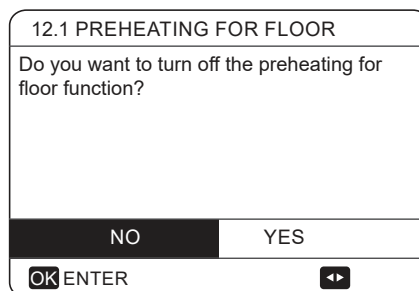 12.1 PREHEATING FOR FLOOR
Do you want to turn off the preheating for
floor function?
NO YES
OK ENTER